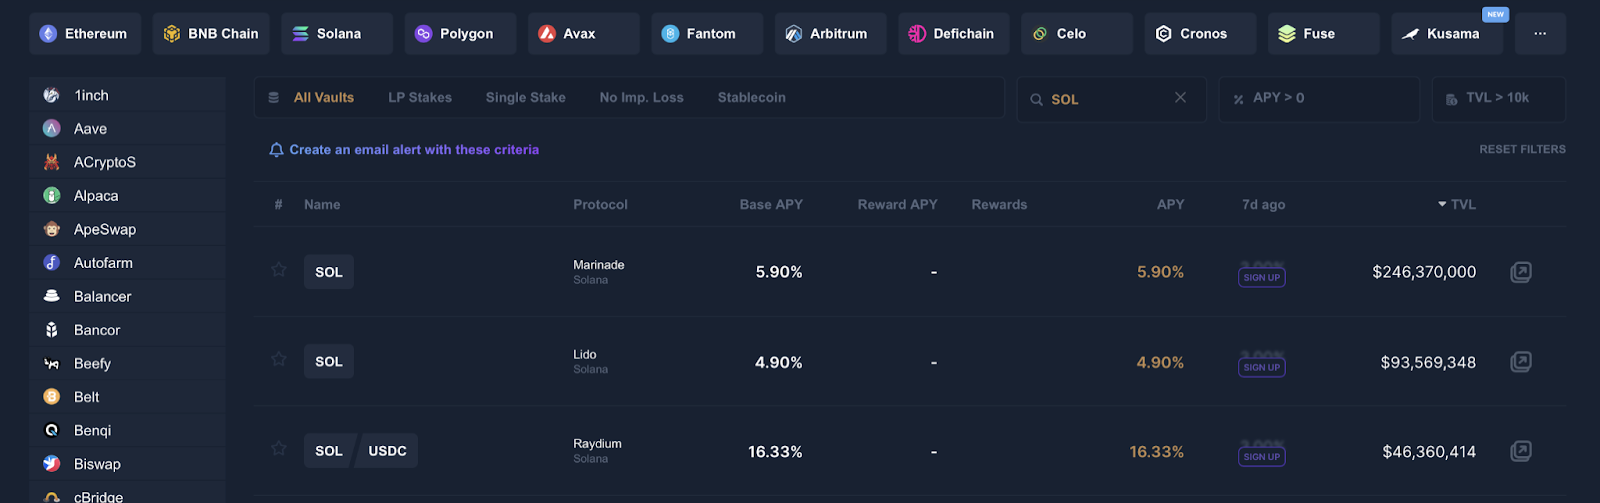 Ethereum BNB Chain Solana Polygon Avax Fantom Arbitrum Defichain Celo Cronos Fuse NEW Kusama ...
1inch
Aave
ACryptoS
Alpaca
ApeSwap
Autofarm
Balancer
Bancor
Beefy
Belt
Benqi
Biswap
cBridge
All Vaults LP Stakes Single Stake No Imp. Loss Stablecoin SOL APY > 0 TVL > 10k
Create an email alert with these criteria RESET FILTERS
# Name Protocol Base APY Reward APY Rewards APY 7d ago TVL
SOL Marinade 5.90% - 5.90% SIGN UP $246,370,000
Solana
SOL Lido 4.90% - 4.90% SIGN UP $93,569,348
Solana
SOL USDC Raydium 16.33% - 16.33% SIGN UP $46,360,414
Solana